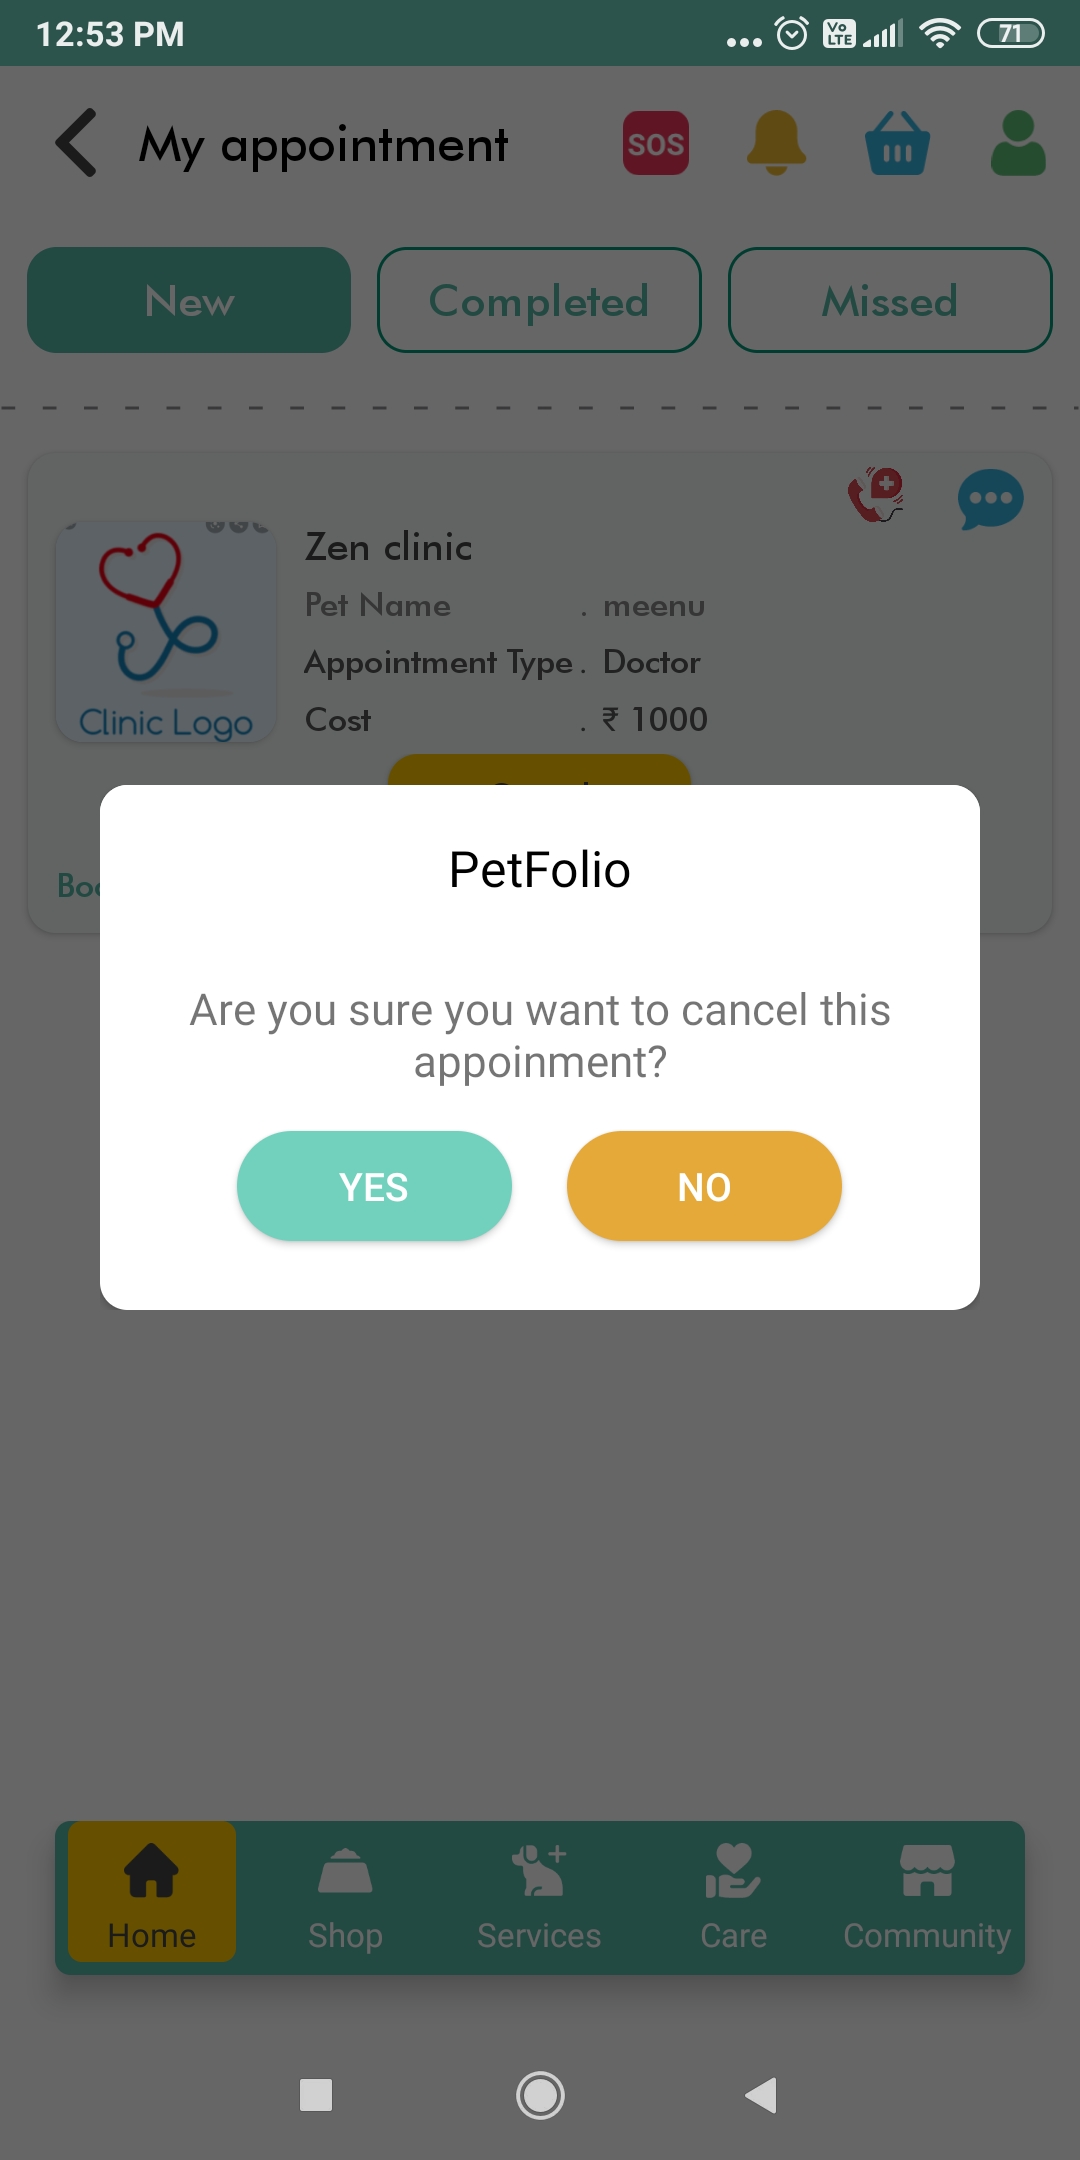 12:53 PM
VoLTE
71
My appointment
SOS
New
Completed
Missed
Zen clinic
Pet Name . meenu
Appointment Type . Doctor
Cost . ₹ 1000
Clinic Logo
PetFolio
Are you sure you want to cancel this
appoinment?
YES
NO
Home
Shop
Services
Care
Community